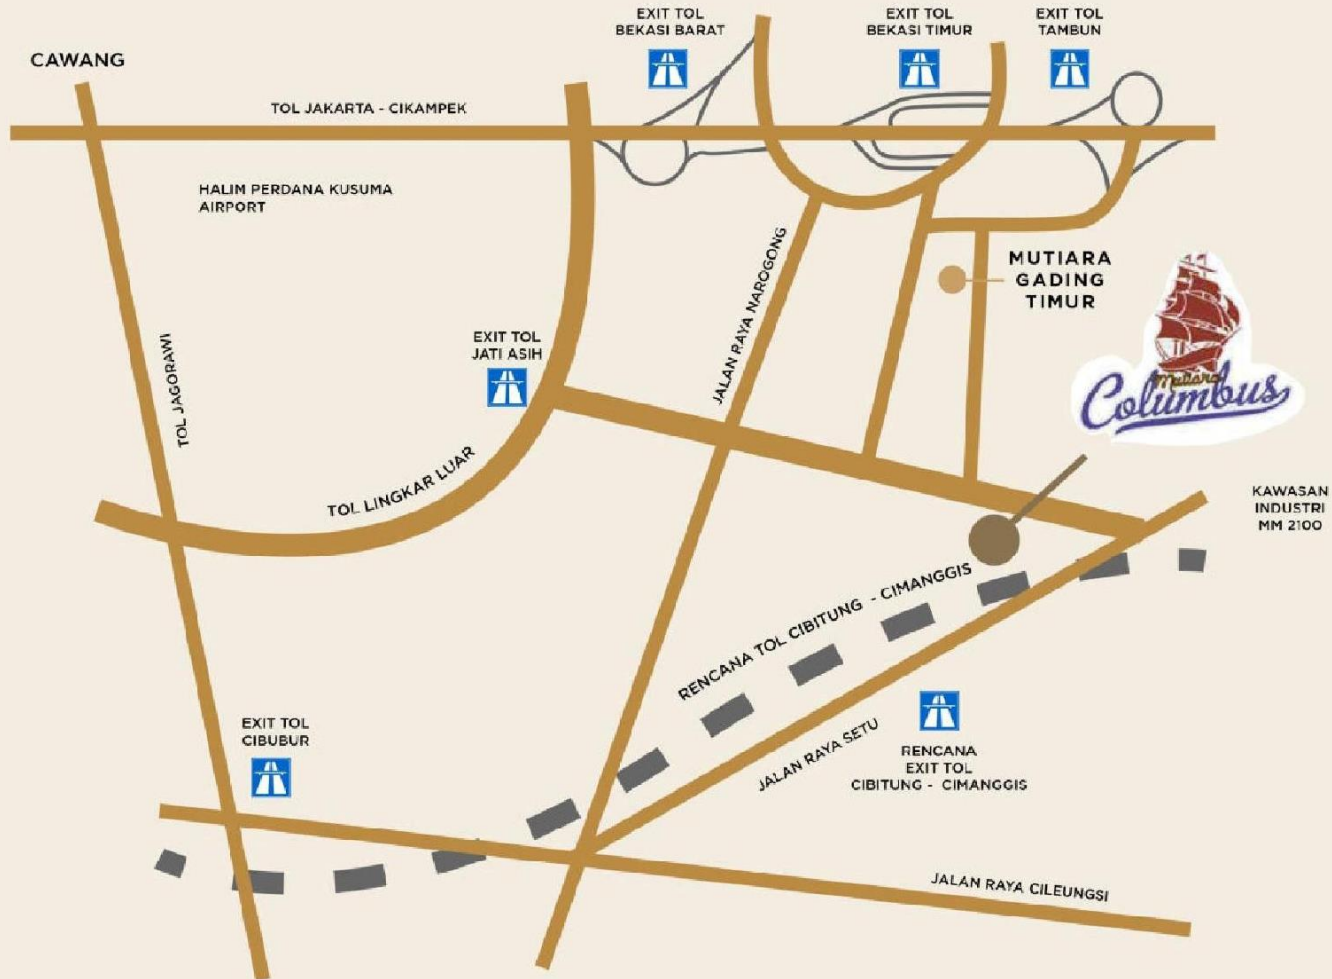 EXIT TOL
BEKASI BARAT
EXIT TOL
BEKASI TIMUR
EXIT TOL
TAMBUN
CAWANG
TOL JAKARTA - CIKAMPEK
HALIM PERDANA KUSUMA
AIRPORT
MUTIARA
GADING
TIMUR
JALAN RAYA NAROGONG
EXIT TOL
JATI ASIH
TOL JAGORAWI
Mutiara
Columbus
TOL LINGKAR LUAR
KAWASAN
INDUSTRI
MM 2100
RENCANA TOL CIBITUNG - CIMANGGIS
EXIT TOL
CIBUBUR
JALAN RAYA SETU
RENCANA
EXIT TOL
CIBITUNG - CIMANGGIS
JALAN RAYA CILEUNGSI